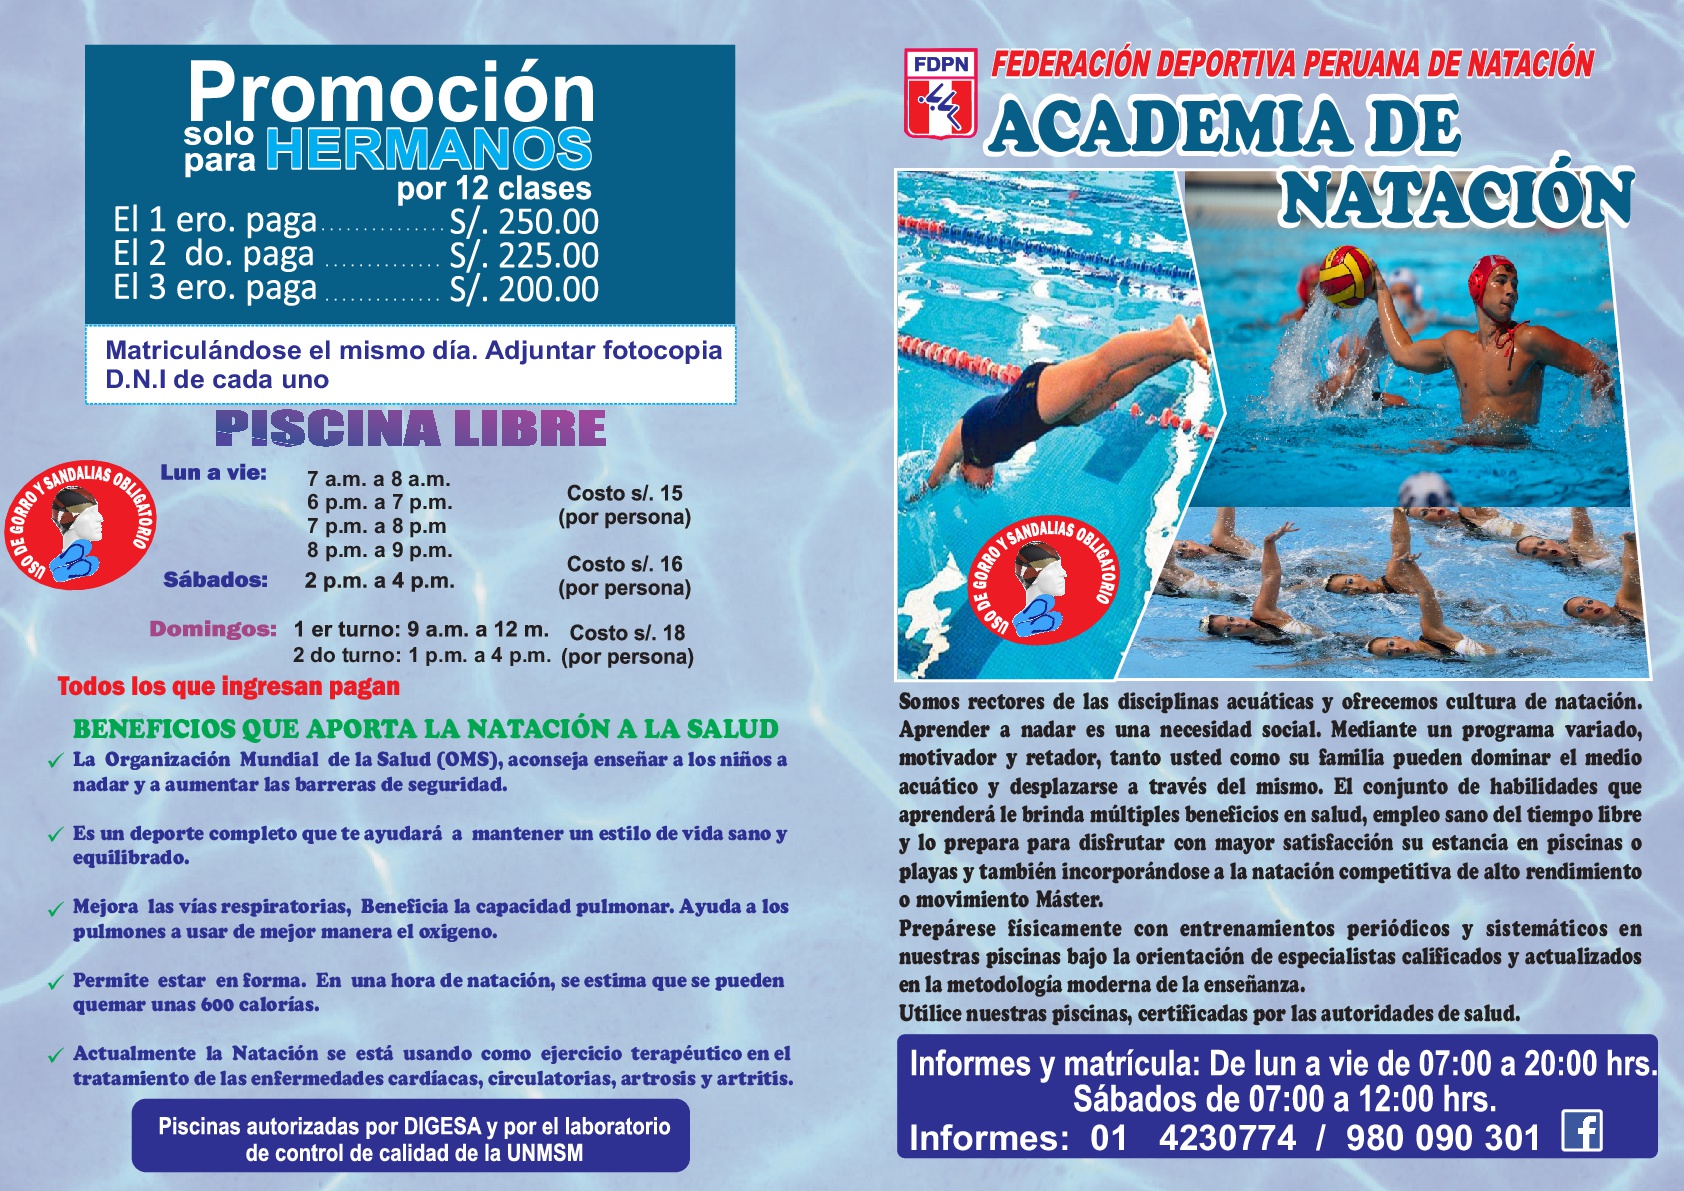 Promoción
solo
para HERMANOS
por 12 clases
El 1 ero. paga............... S/. 250.00
El 2 do. paga .............. S/. 225.00
El 3 ero. paga .............. S/. 200.00
Matriculándose el mismo día. Adjuntar fotocopia
D.N.I de cada uno
PISCINA LIBRE
USO DE GORRO Y SANDALIAS OBLIGATORIO
Lun a vie:
7 a.m. a 8 a.m.
6 p.m. a 7 p.m.
7 p.m. a 8 p.m
8 p.m. a 9 p.m.
Costo s/. 15
(por persona)
Sábados: 2 p.m. a 4 p.m.
Costo s/. 16
(por persona)
Domingos: 1 er turno: 9 a.m. a 12 m.
2 do turno: 1 p.m. a 4 p.m.
Costo s/. 18
(por persona)
Todos los que ingresan pagan
BENEFICIOS QUE APORTA LA NATACIÓN A LA SALUD
✓ La Organización Mundial de la Salud (OMS), aconseja enseñar a los niños a
nadar y a aumentar las barreras de seguridad.
✓ Es un deporte completo que te ayudará a mantener un estilo de vida sano y
equilibrado.
✓ Mejora las vías respiratorias, Beneficia la capacidad pulmonar. Ayuda a los
pulmones a usar de mejor manera el oxigeno.
✓ Permite estar en forma. En una hora de natación, se estima que se pueden
quemar unas 600 calorías.
✓ Actualmente la Natación se está usando como ejercicio terapéutico en el
tratamiento de las enfermedades cardíacas, circulatorias, artrosis y artritis.
Piscinas autorizadas por DIGESA y por el laboratorio
de control de calidad de la UNMSM
FDPN
FEDERACIÓN DEPORTIVA PERUANA DE NATACIÓN
ACADEMIA DE
NATACIÓN
USO DE GORRO Y SANDALIAS OBLIGATORIO
Somos rectores de las disciplinas acuáticas y ofrecemos cultura de natación.
Aprender a nadar es una necesidad social. Mediante un programa variado,
motivador y retador, tanto usted como su familia pueden dominar el medio
acuático y desplazarse a través del mismo. El conjunto de habilidades que
aprenderá le brinda múltiples beneficios en salud, empleo sano del tiempo libre
y lo prepara para disfrutar con mayor satisfacción su estancia en piscinas o
playas y también incorporándose a la natación competitiva de alto rendimiento
o movimiento Máster.
Prepárese físicamente con entrenamientos periódicos y sistemáticos en
nuestras piscinas bajo la orientación de especialistas calificados y actualizados
en la metodología moderna de la enseñanza.
Utilice nuestras piscinas, certificadas por las autoridades de salud.
Informes y matrícula: De lun a vie de 07:00 a 20:00 hrs.
Sábados de 07:00 a 12:00 hrs.
Informes: 01 4230774 / 980 090 301 f